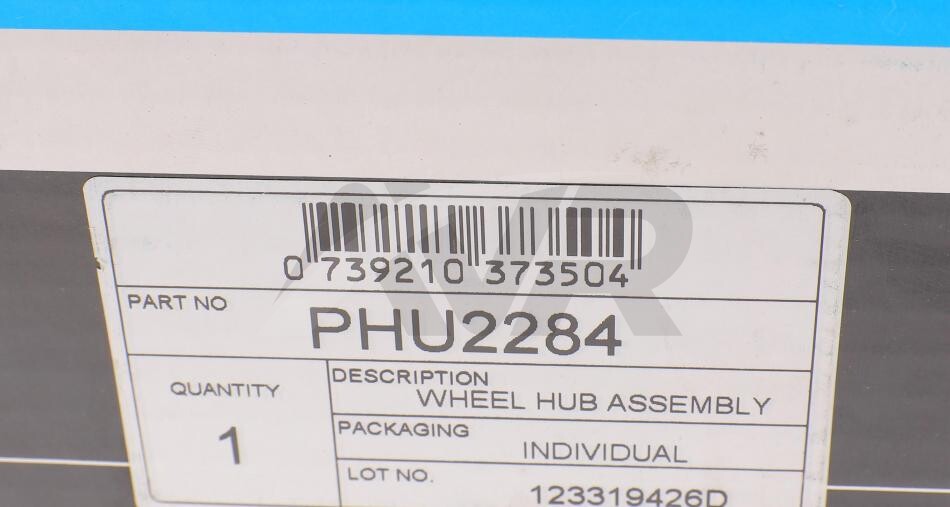 0 739210 373504
PART NO
PHU2284
QUANTITY
1
DESCRIPTION
WHEEL HUB ASSEMBLY
PACKAGING
INDIVIDUAL
LOT NO.
123319426D